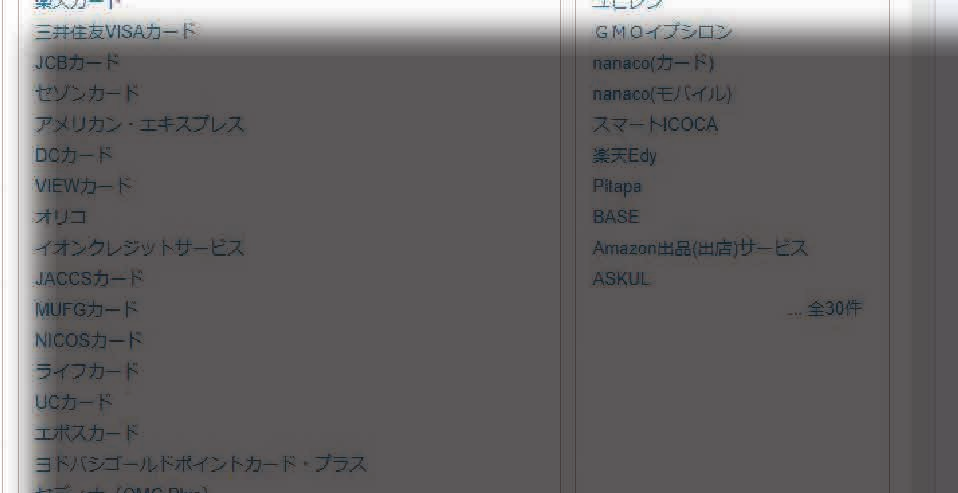 楽天カード
三井住友VISAカード
JCBカード
セゾンカード
アメリカン・エキスプレス
DCカード
VIEWカード
オリコ
イオンクレジットサービス
JACCSカード
MUFGカード
NICOSカード
ライフカード
UCカード
エポスカード
ヨドバシゴールドポイントカード・プラス
ユビレジ
GMOイプシロン
nanaco(カード)
nanaco(モバイル)
スマートICOCA
楽天Edy
Pitapa
BASE
Amazon出品(出店)サービス
ASKUL
... 全30件